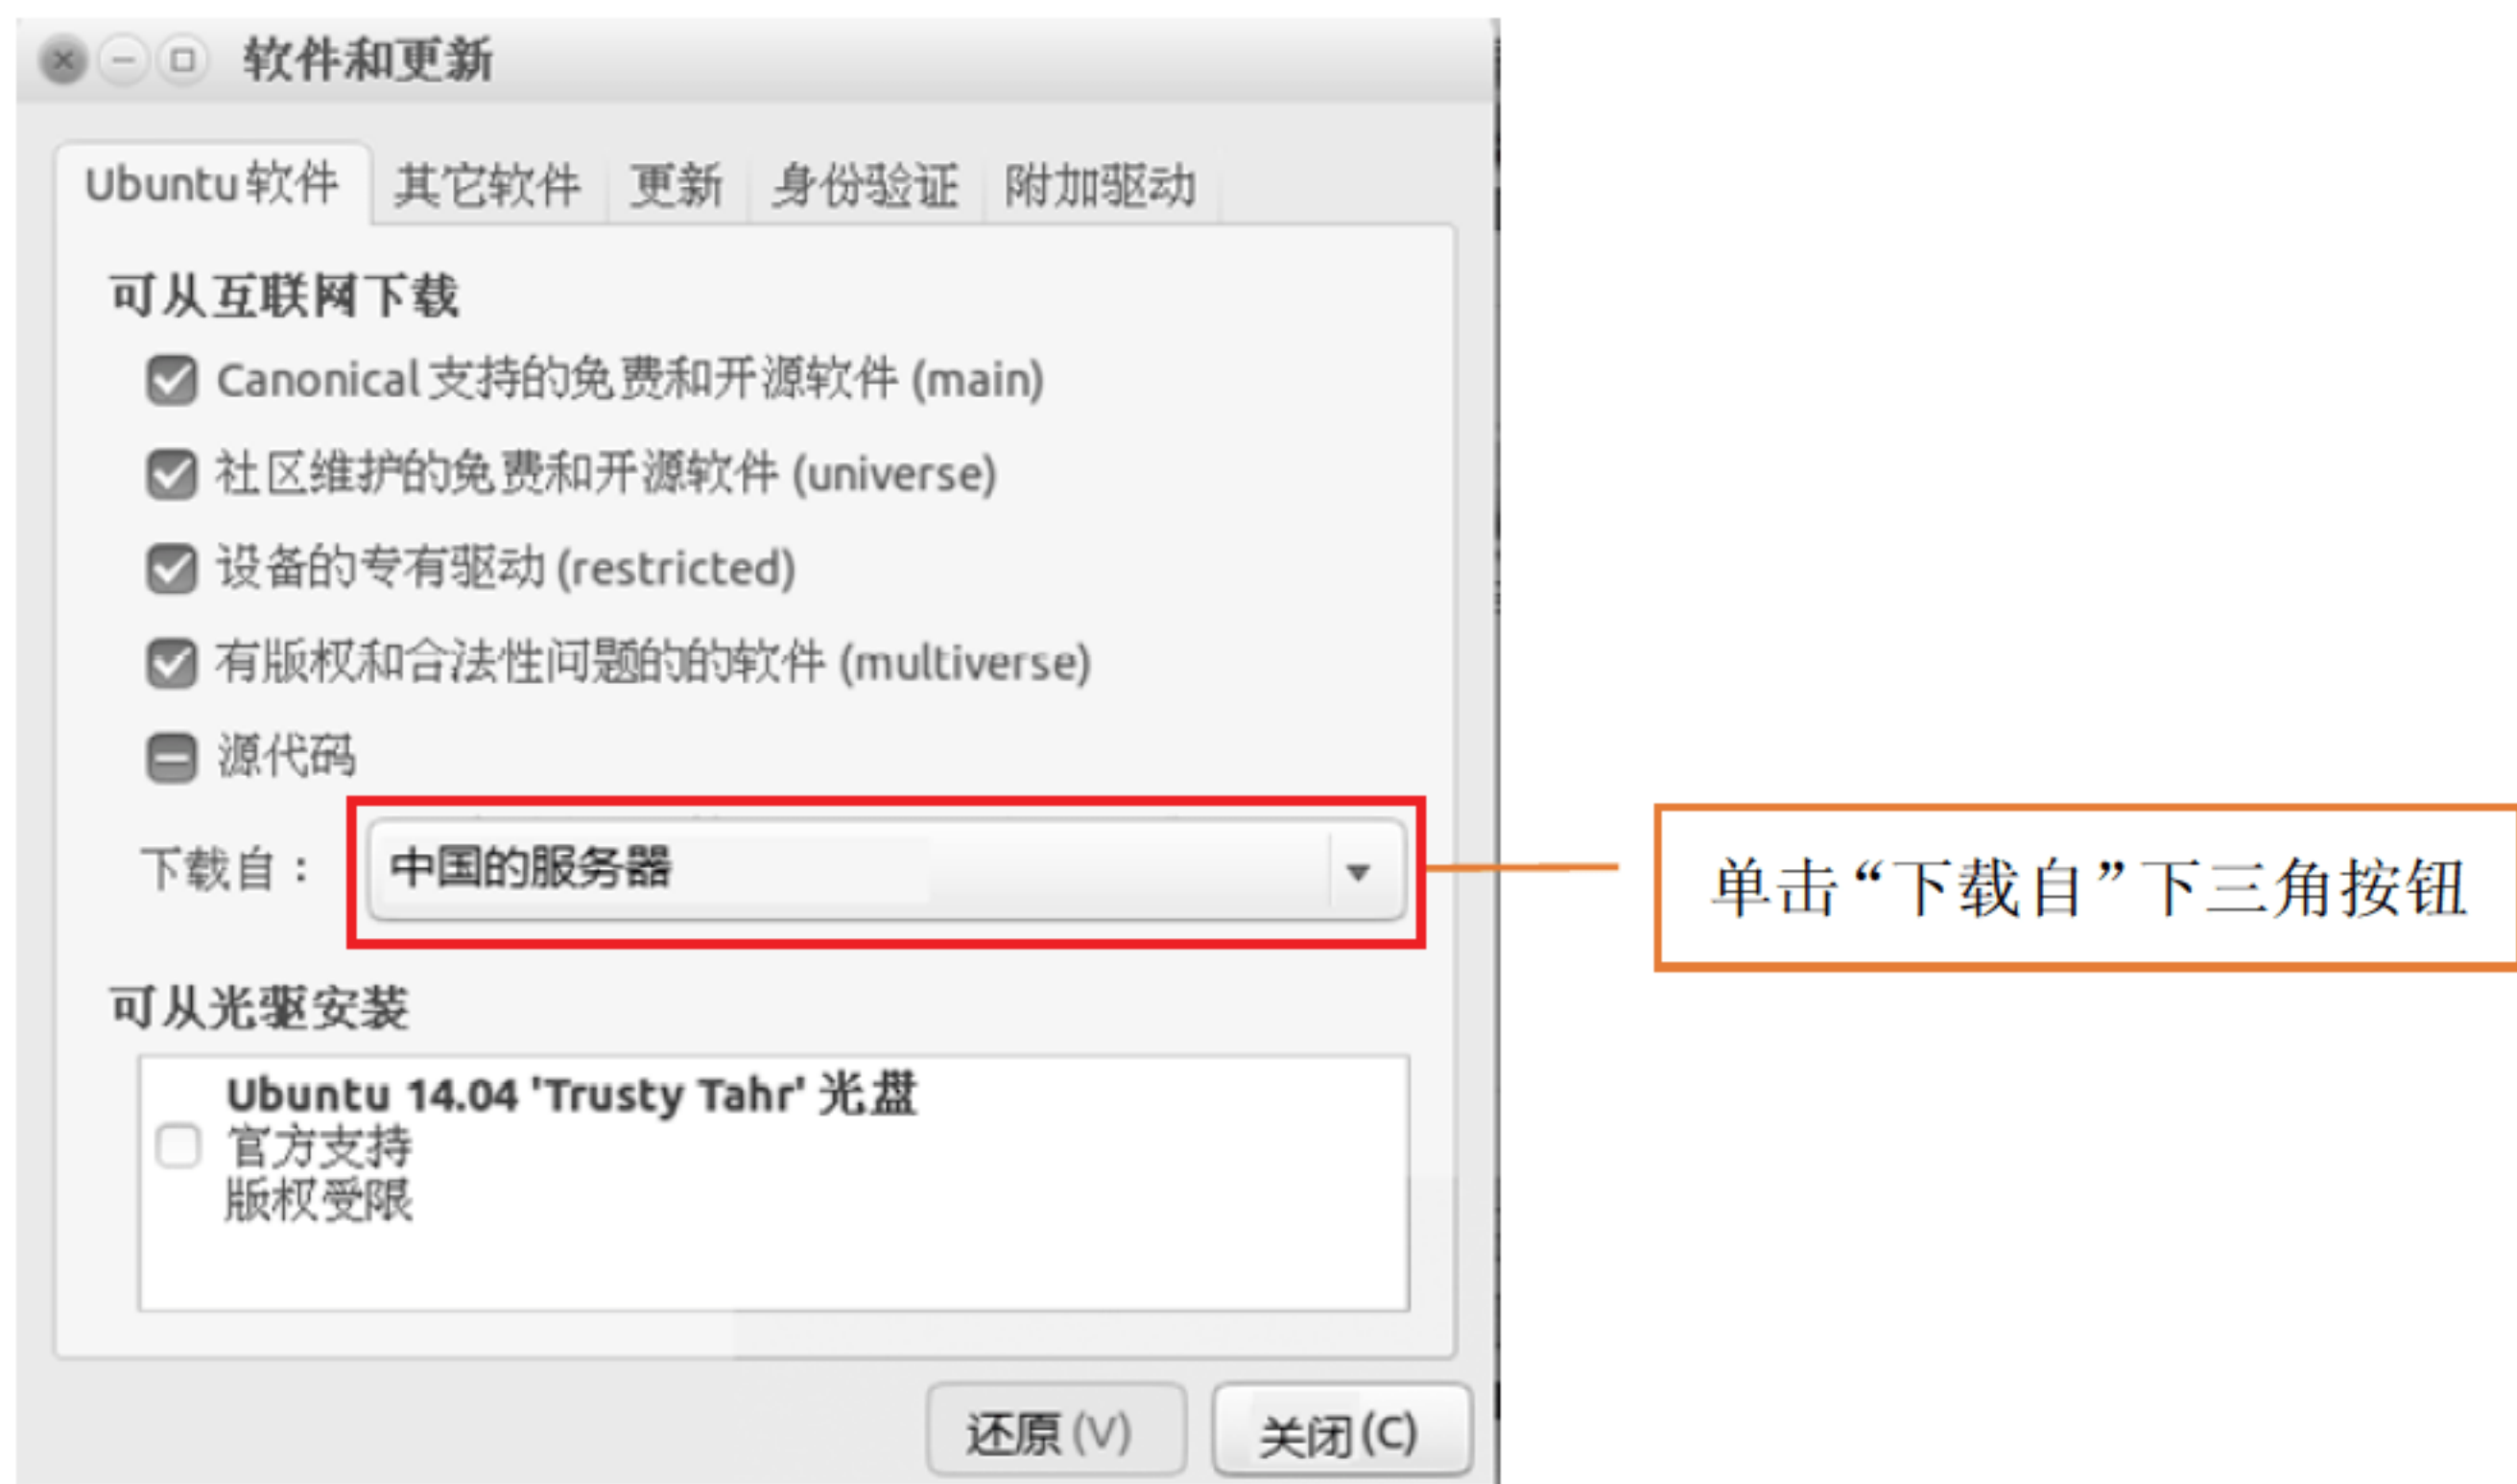 软件和更新
Ubuntu 软件 其它软件 更新 身份验证 附加驱动
可从互联网下载
Canonical 支持的免费和开源软件 (main)
社区维护的免费和开源软件 (universe)
设备的专有驱动 (restricted)
有版权和合法性问题的的软件 (multiverse)
源代码
下载自： 中国的服务器
单击“下载自”下三角按钮
可从光驱安装
Ubuntu 14.04 'Trusty Tahr' 光盘
官方支持
版权受限
还原(V) 关闭(C)